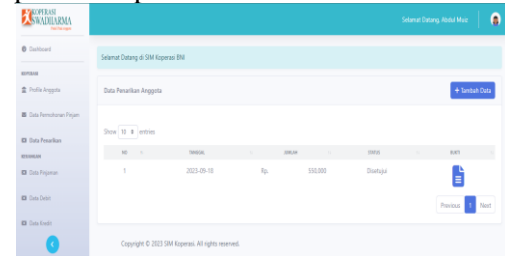 KOPERASI
SWADHARMA
Selamat Datang, Abdul Muiz
Dashboard
Selamat Datang di SIM Koperasi BNI
KOPERASI
Profile Anggota
Data Penarikan Anggota
+ Tambah Data
Data Permohonan Pinjam
Show 10 entries
Data Penarikan
KEUANGAN
NO TANGGAL JUMLAH STATUS BUKTI
Data Pinjaman
1 2023-09-10 Rp. 550,000 Disetujui
Data Debit
Previous 1 Next
Data Kredit
Copyright © 2023 SIM Koperasi. All rights reserved.